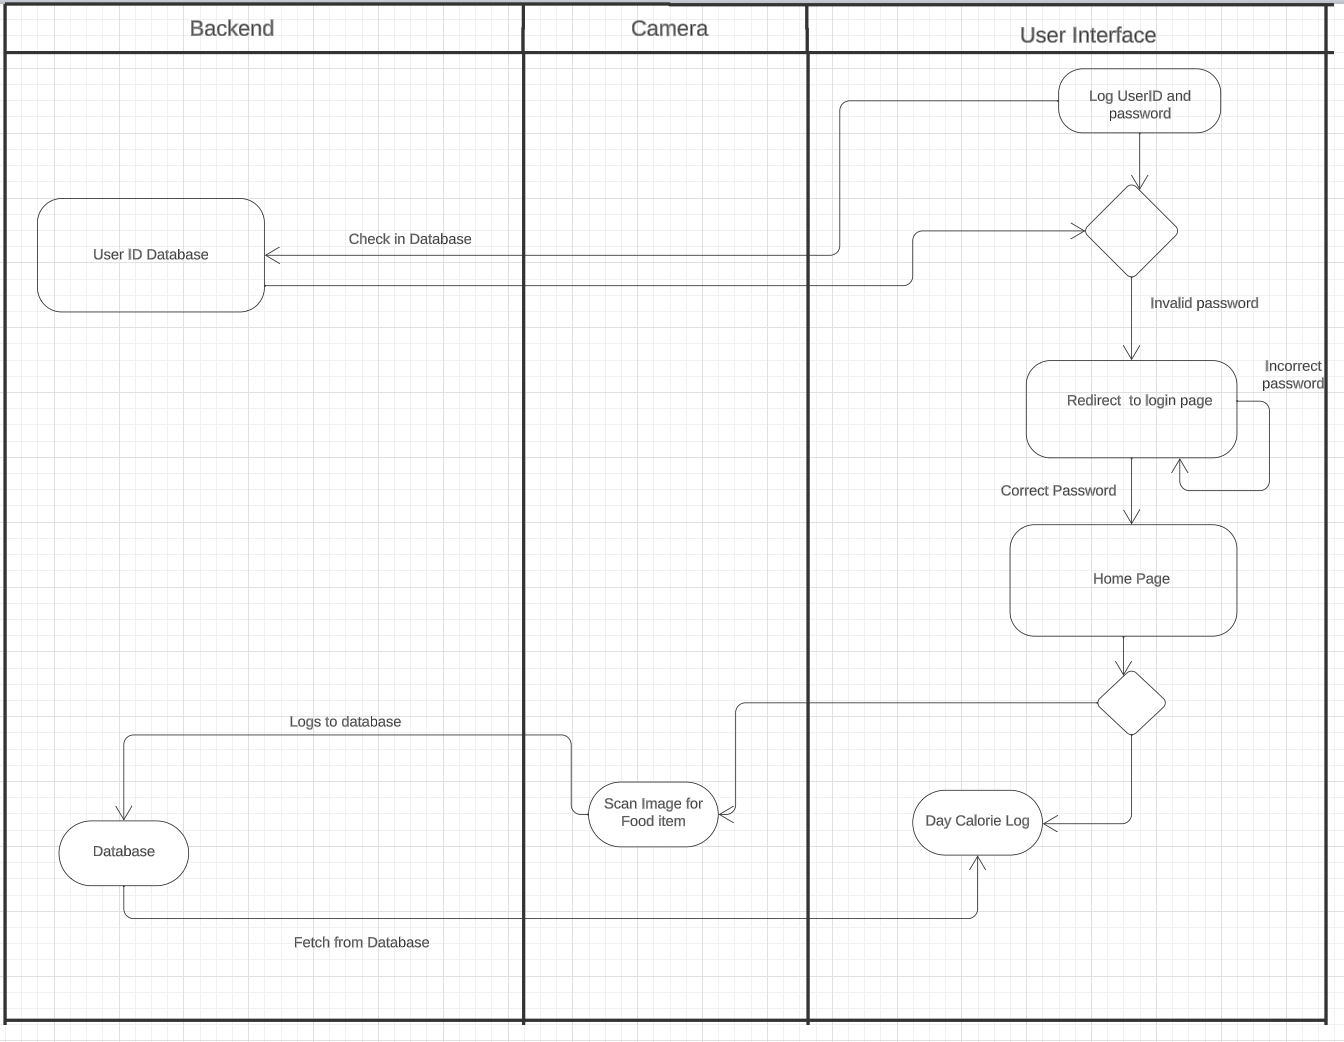 Backend
Camera
User Interface
Log UserID and
password
Check in Database
User ID Database
Invalid password
Incorrect
password
Redirect  to login page
Correct Password
Home Page
Logs to database
Scan Image for
Food item
Day Calorie Log
Database
Fetch from Database